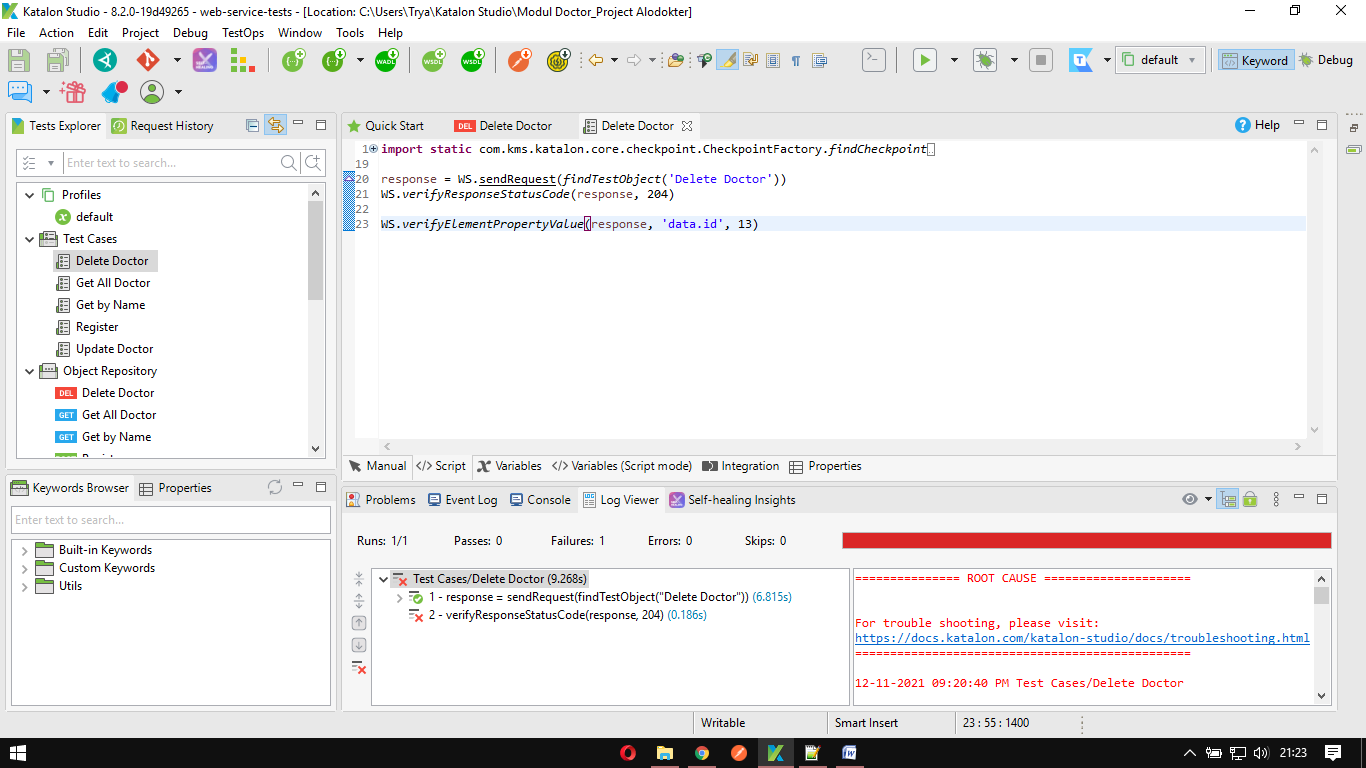 Katalon Studio - 8.2.0-19d49265 - web-service-tests - [Location: C:\Users\Trya\Katalon Studio\Modul Doctor_Project Alodokter]
File Action Edit Project Debug TestOps Window Tools Help
default Keyword Debug
Tests Explorer Request History
Enter text to search...
Profiles
default
Test Cases
Delete Doctor
Get All Doctor
Get by Name
Register
Update Doctor
Object Repository
DEL Delete Doctor
GET Get All Doctor
GET Get by Name
Keywords Browser Properties
Enter text to search...
Built-in Keywords
Custom Keywords
Utils
Quick Start DEL Delete Doctor Delete Doctor Help
1 import static com.kms.katalon.core.checkpoint.CheckpointFactory.findCheckpoint
19
20 response = WS.sendRequest(findTestObject('Delete Doctor'))
21 WS.verifyResponseStatusCode(response, 204)
22
23 WS.verifyElementPropertyValue(response, 'data.id', 13)
Manual </> Script Variables </> Variables (Script mode) Integration Properties
Problems Event Log Console Log Viewer Self-healing Insights
Runs: 1/1 Passes: 0 Failures: 1 Errors: 0 Skips: 0
Test Cases/Delete Doctor (9.268s)
1 - response = sendRequest(findTestObject("Delete Doctor")) (6.815s)
2 - verifyResponseStatusCode(response, 204) (0.186s)
=============== ROOT CAUSE =====================
For trouble shooting, please visit:
https://docs.katalon.com/katalon-studio/docs/troubleshooting.html
================================================
12-11-2021 09:20:40 PM Test Cases/Delete Doctor
Writable Smart Insert 23 : 55 : 1400
21:23